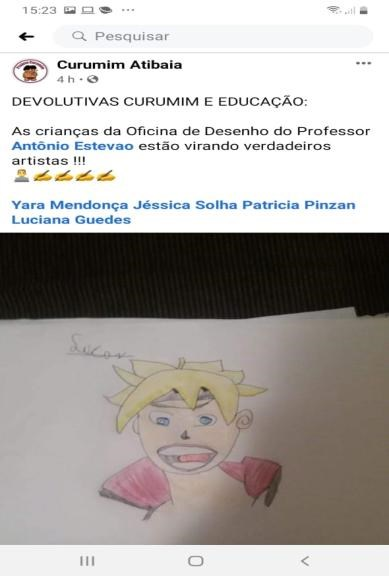 15:23
Pesquisar
Curumim Atibaia
4 h
DEVOLUTIVAS CURUMIM E EDUCAÇÃO:
As crianças da Oficina de Desenho do Professor
Antônio Estevao estão virando verdadeiros
artistas !!!
Yara Mendonça Jéssica Solha Patricia Pinzan
Luciana Guedes